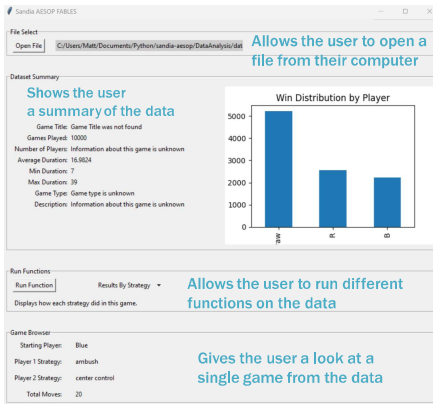 Sandia AESOP FABLES
File Select
Open File C:/Users/Matt/Documents/Python/sandia-aesop/DataAnalysis/dat
Allows the user to open a
file from their computer
Dataset Summary
Shows the user
a summary of the data
Game Title: Game Title was not found
Games Played: 10000
Number of Players: Information about this game is unknown
Average Duration: 16.9824
Min Duration: 7
Max Duration: 39
Game Type: Game type is unknown
Description: Information about this game is unknown
Win Distribution by Player
5000
4000
3000
2000
1000
0
raw
R
B
Run Functions
Run Function Results By Strategy
Displays how each strategy did in this game.
Allows the user to run different
functions on the data
Game Browser
Starting Player: Blue
Player 1 Strategy: ambush
Player 2 Strategy: center control
Total Moves: 20
Gives the user a look at a
single game from the data